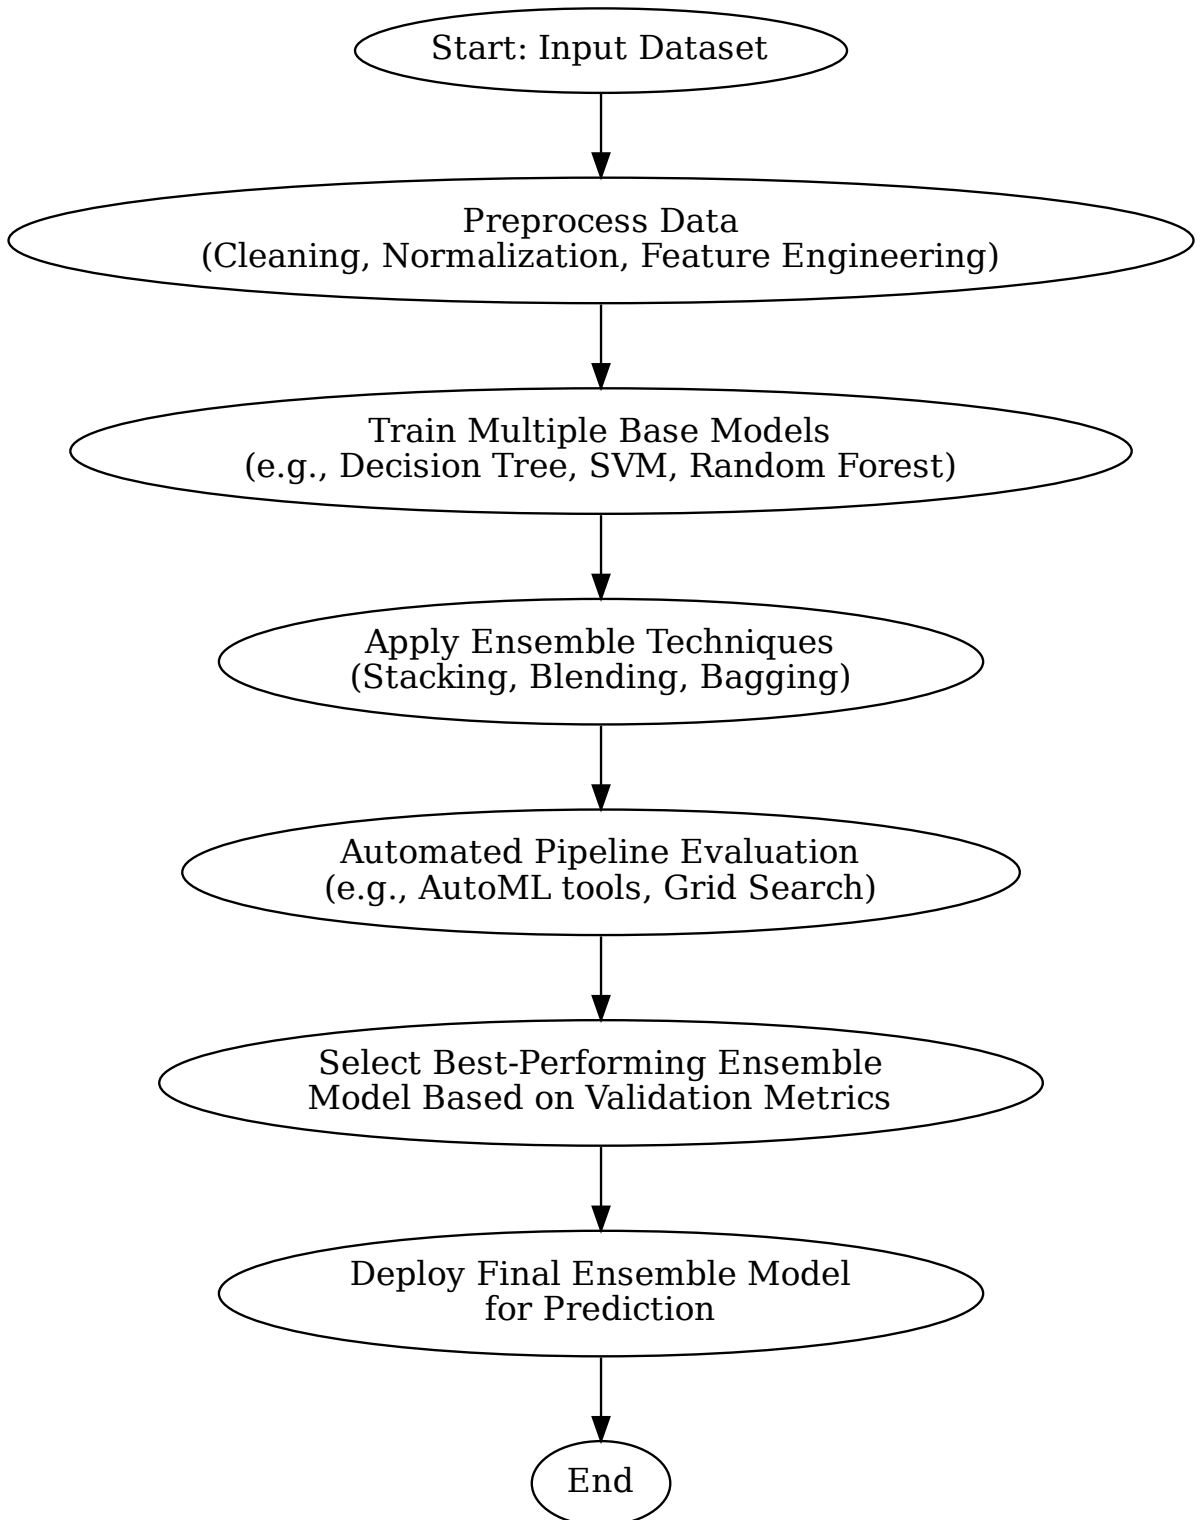 Start: Input Dataset
Preprocess Data
(Cleaning, Normalization, Feature Engineering)
Train Multiple Base Models
(e.g., Decision Tree, SVM, Random Forest)
Apply Ensemble Techniques
(Stacking, Blending, Bagging)
Automated Pipeline Evaluation
(e.g., AutoML tools, Grid Search)
Select Best-Performing Ensemble
Model Based on Validation Metrics
Deploy Final Ensemble Model
for Prediction
End